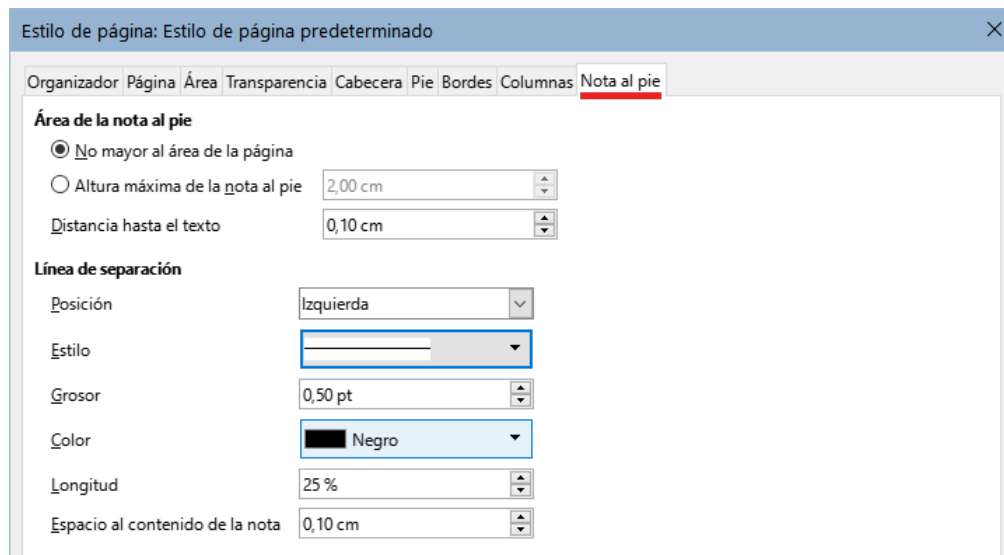 Estilo de página: Estilo de página predeterminado
Organizador Página Área Transparencia Cabecera Pie Bordes Columnas Nota al pie
Área de la nota al pie
No mayor al área de la página
Altura máxima de la nota al pie 2,00 cm
Distancia hasta el texto 0,10 cm
Línea de separación
Posición Izquierda
Estilo
Grosor 0,50 pt
Color Negro
Longitud 25 %
Espacio al contenido de la nota 0,10 cm